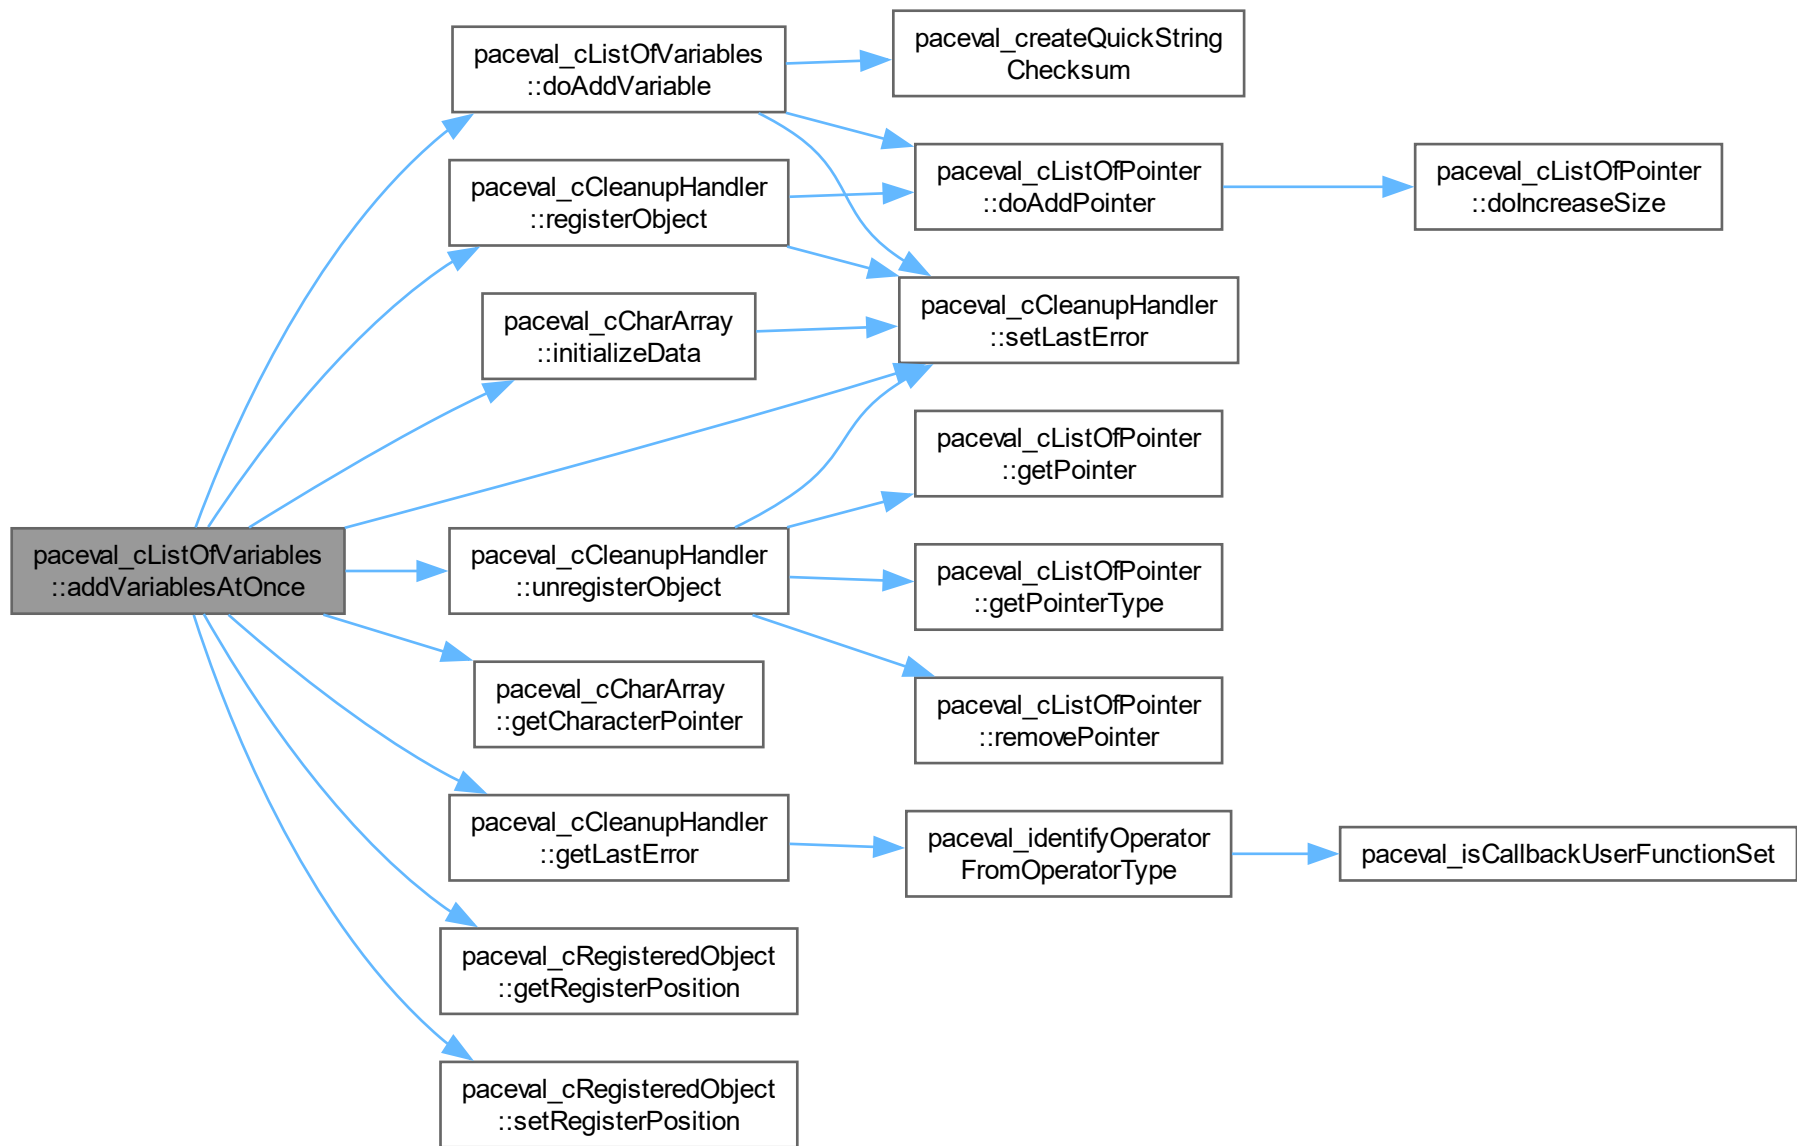 paceval_cListOfVariables
::addVariablesAtOnce
paceval_cListOfVariables
::doAddVariable
paceval_cCleanupHandler
::registerObject
paceval_cCharArray
::initializeData
paceval_cCleanupHandler
::unregisterObject
paceval_cCharArray
::getCharacterPointer
paceval_cCleanupHandler
::getLastError
paceval_cRegisteredObject
::getRegisterPosition
paceval_cRegisteredObject
::setRegisterPosition
paceval_createQuickString
Checksum
paceval_cListOfPointer
::doAddPointer
paceval_cCleanupHandler
::setLastError
paceval_cListOfPointer
::getPointer
paceval_cListOfPointer
::getPointerType
paceval_cListOfPointer
::removePointer
paceval_identifyOperator
FromOperatorType
paceval_cListOfPointer
::doIncreaseSize
paceval_isCallbackUserFunctionSet